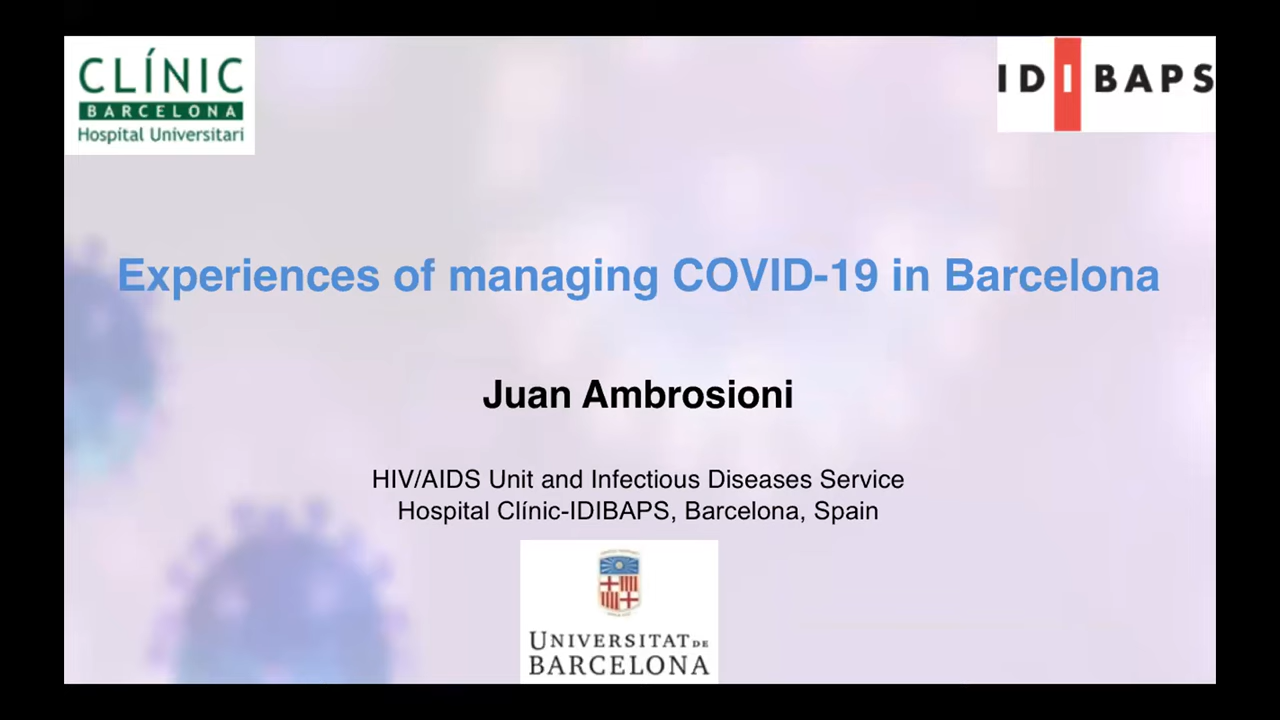 CLÍNIC
BARCELONA
Hospital Universitari
IDIBAPS
Experiences of managing COVID-19 in Barcelona
Juan Ambrosioni
HIV/AIDS Unit and Infectious Diseases Service
Hospital Clínic-IDIBAPS, Barcelona, Spain
UNIVERSITAT DE
BARCELONA